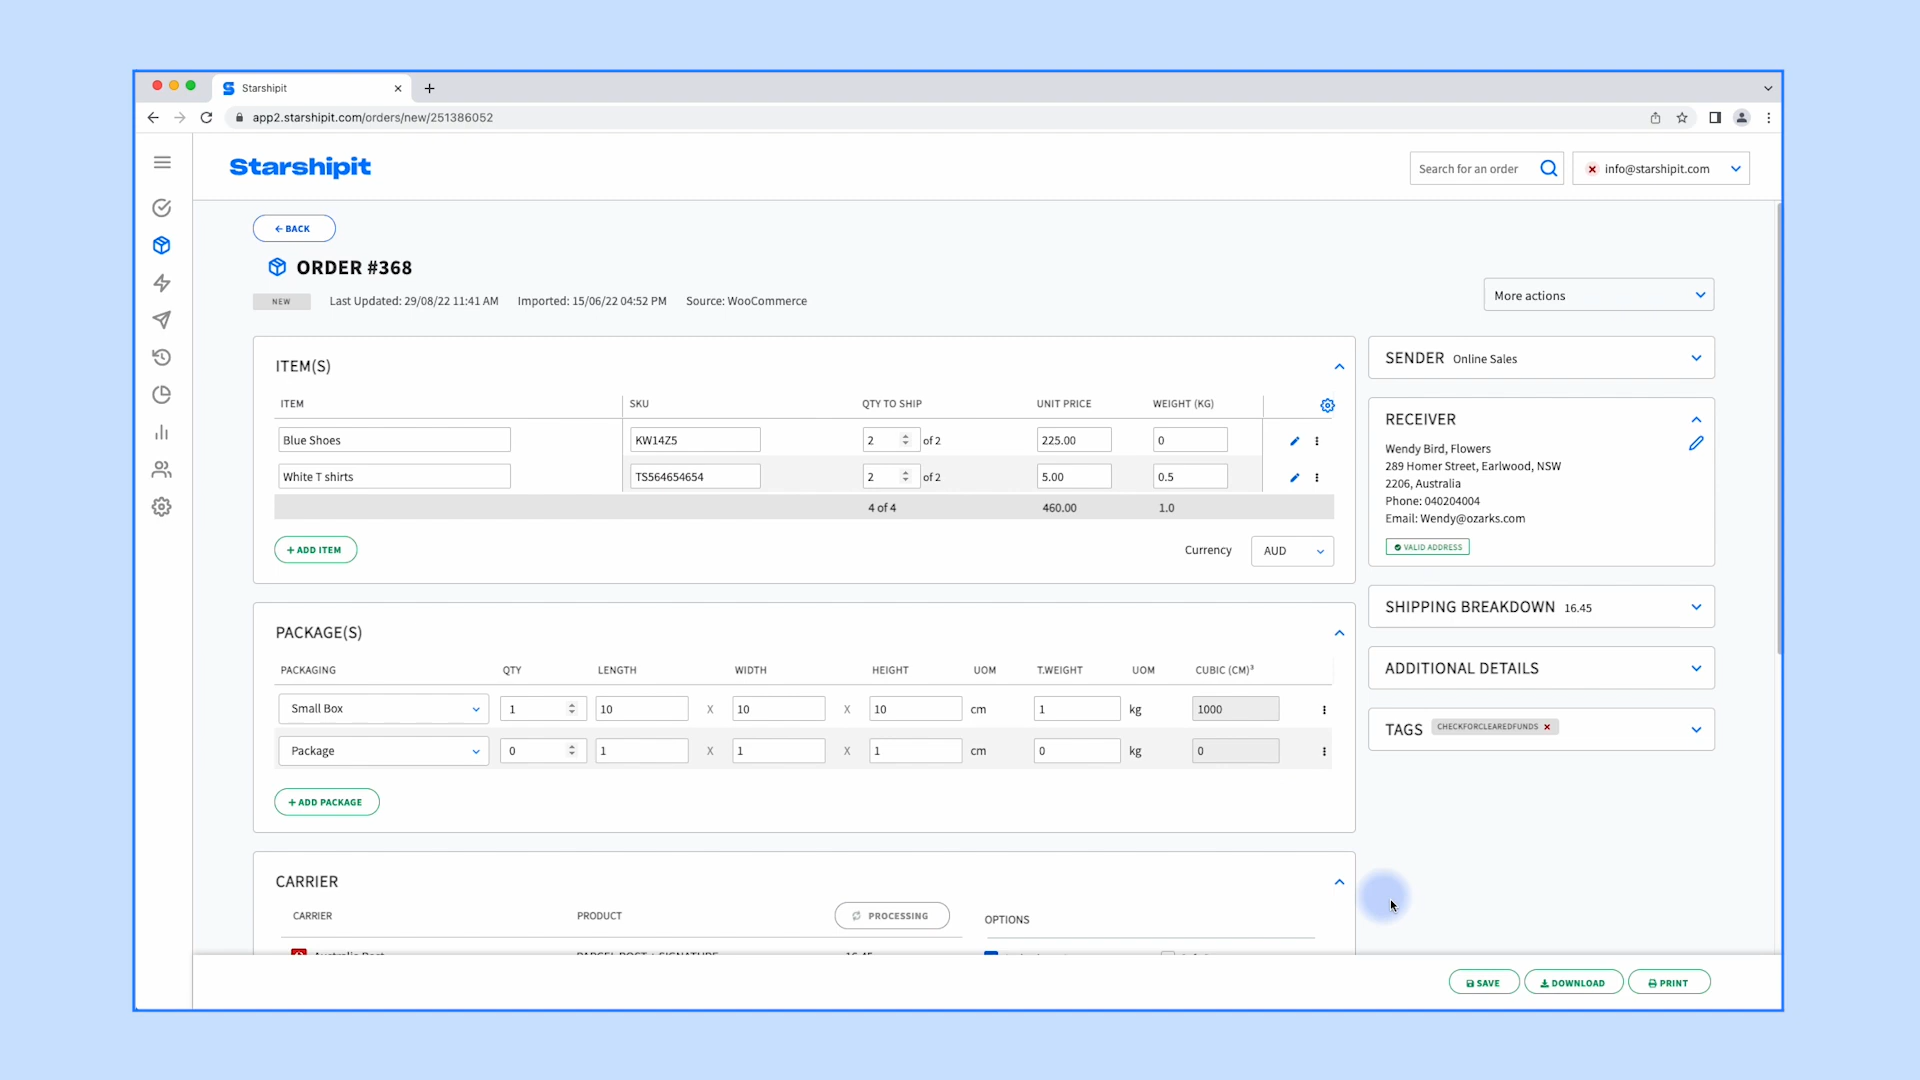 Starshipit
app2.starshipit.com/orders/new/251386052
Starshipit
Search for an order
info@starshipit.com
BACK
ORDER #368
NEW Last Updated: 29/08/22 11:41 AM Imported: 15/06/22 04:52 PM Source: WooCommerce
More actions
ITEM(S)
ITEM SKU QTY TO SHIP UNIT PRICE WEIGHT (KG)
Blue Shoes KW14Z5 2 of 2 225.00 0
White T shirts TS564654654 2 of 2 5.00 0.5
4 of 4 460.00 1.0
+ ADD ITEM
Currency AUD
PACKAGE(S)
PACKAGING QTY LENGTH WIDTH HEIGHT UOM T.WEIGHT UOM CUBIC (CM)³
Small Box 1 10 X 10 X 10 cm 1 kg 1000
Package 0 1 X 1 X 1 cm 0 kg 0
+ ADD PACKAGE
CARRIER
CARRIER PRODUCT PROCESSING OPTIONS
Australia Post PARCEL POST + SIGNATURE 16.45
SENDER Online Sales
RECEIVER
Wendy Bird, Flowers
289 Homer Street, Earlwood, NSW
2206, Australia
Phone: 040204004
Email: Wendy@ozarks.com
VALID ADDRESS
SHIPPING BREAKDOWN 16.45
ADDITIONAL DETAILS
TAGS CHECKFORCLEAREDFUNDS
SAVE DOWNLOAD PRINT